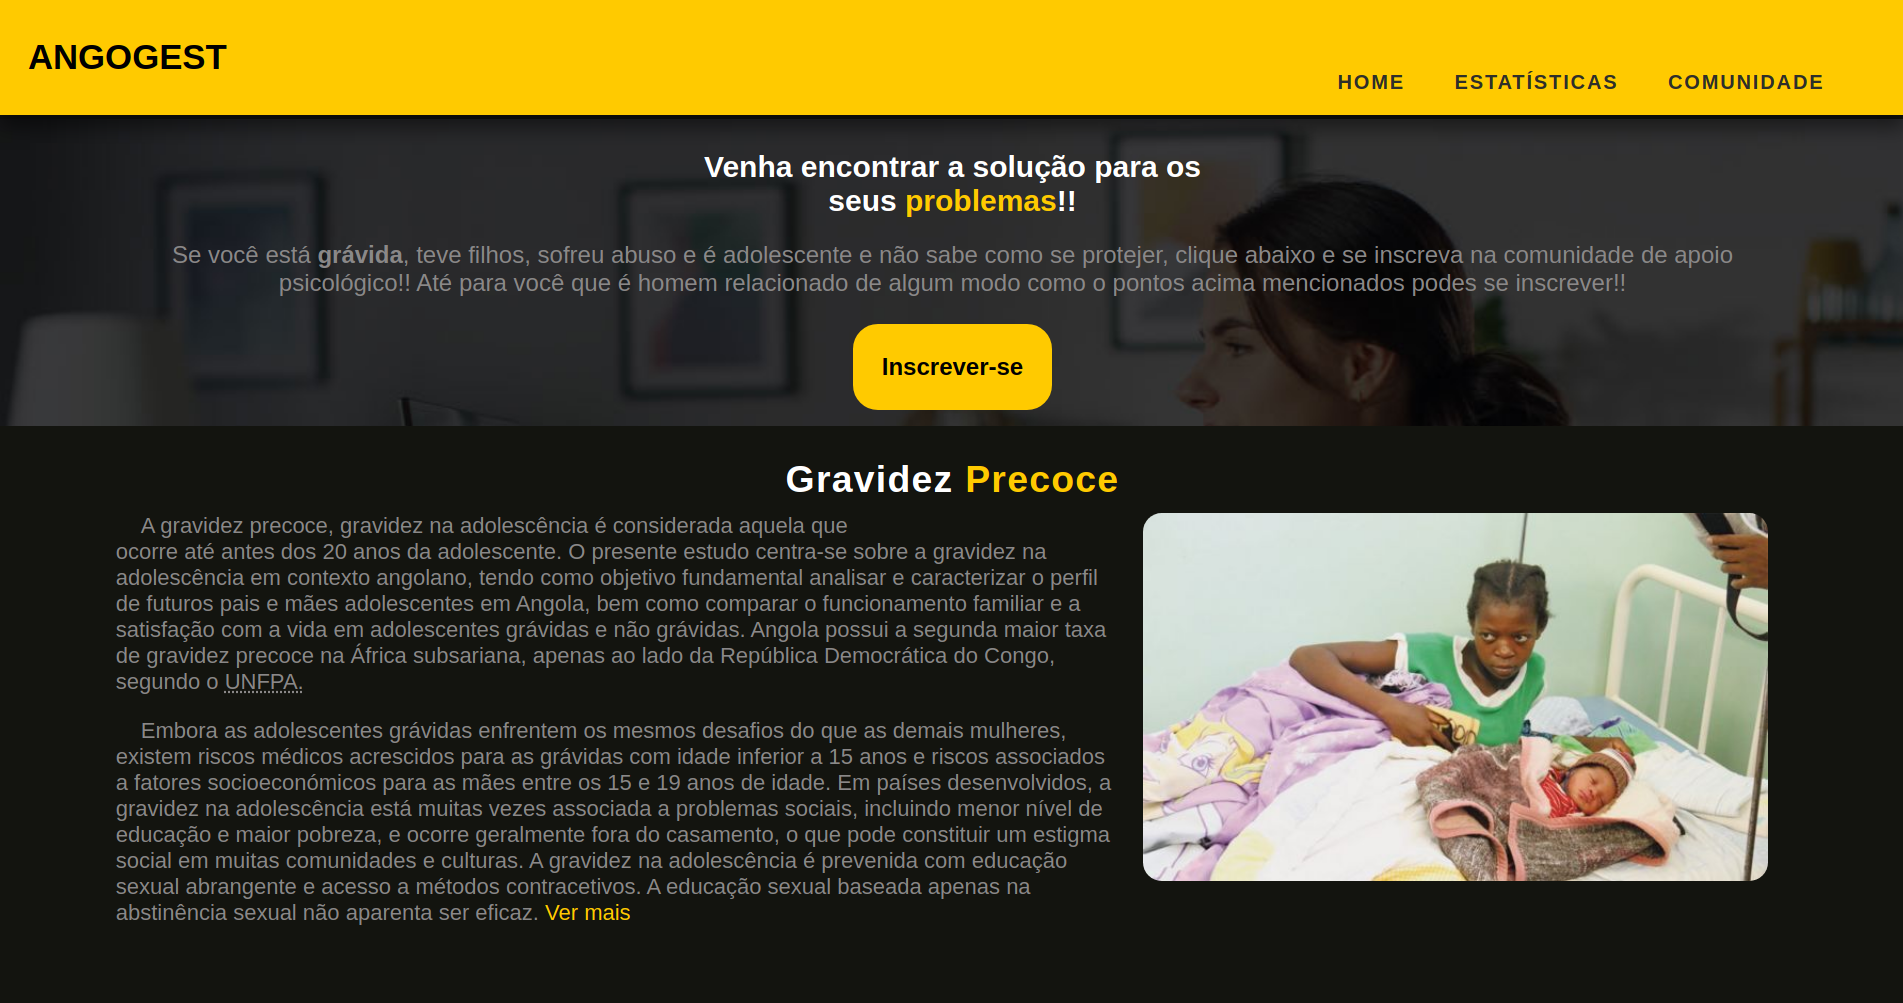 ANGOGEST
HOME ESTATÍSTICAS COMUNIDADE
Venha encontrar a solução para os
seus problemas!!
Se você está grávida, teve filhos, sofreu abuso e é adolescente e não sabe como se protejer, clique abaixo e se inscreva na comunidade de apoio
psicológico!! Até para você que é homem relacionado de algum modo como o pontos acima mencionados podes se inscrever!!
Inscrever-se
Gravidez Precoce
A gravidez precoce, gravidez na adolescência é considerada aquela que
ocorre até antes dos 20 anos da adolescente. O presente estudo centra-se sobre a gravidez na
adolescência em contexto angolano, tendo como objetivo fundamental analisar e caracterizar o perfil
de futuros pais e mães adolescentes em Angola, bem como comparar o funcionamento familiar e a
satisfação com a vida em adolescentes grávidas e não grávidas. Angola possui a segunda maior taxa
de gravidez precoce na África subsariana, apenas ao lado da República Democrática do Congo,
segundo o UNFPA.
Embora as adolescentes grávidas enfrentem os mesmos desafios do que as demais mulheres,
existem riscos médicos acrescidos para as grávidas com idade inferior a 15 anos e riscos associados
a fatores socioeconómicos para as mães entre os 15 e 19 anos de idade. Em países desenvolvidos, a
gravidez na adolescência está muitas vezes associada a problemas sociais, incluindo menor nível de
educação e maior pobreza, e ocorre geralmente fora do casamento, o que pode constituir um estigma
social em muitas comunidades e culturas. A gravidez na adolescência é prevenida com educação
sexual abrangente e acesso a métodos contracetivos. A educação sexual baseada apenas na
abstinência sexual não aparenta ser eficaz. Ver mais